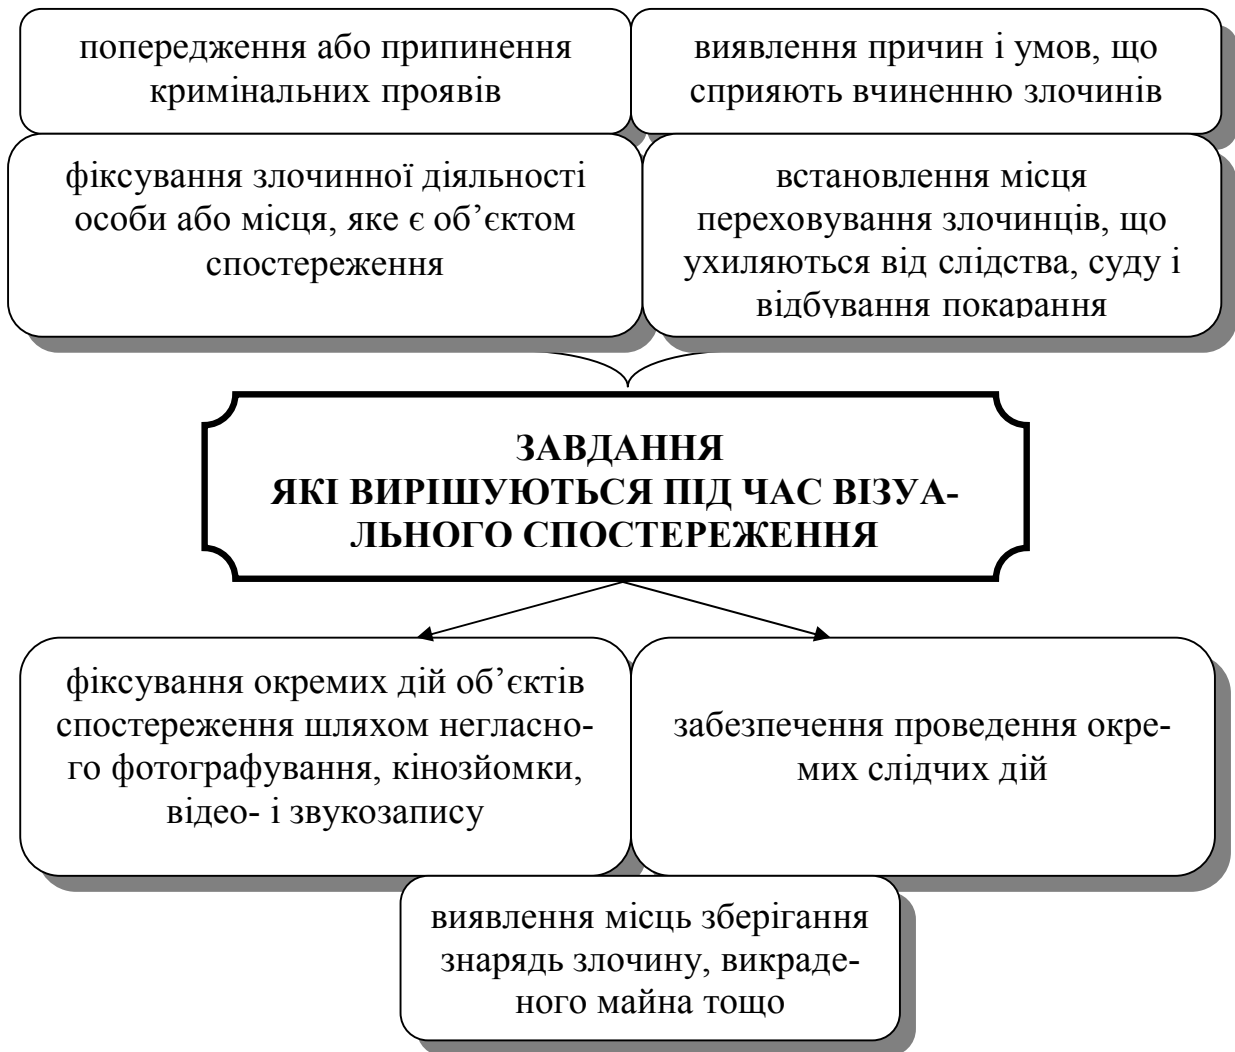 попередження або припинення
кримінальних проявів
виявлення причин і умов, що
сприяють вчиненню злочинів
фіксування злочинної діяльності
особи або місця, яке є об’єктом
спостереження
встановлення місця
переховування злочинців, що
ухиляються від слідства, суду і
відбування покарання
ЗАВДАННЯ
ЯКІ ВИРІШУЮТЬСЯ ПІД ЧАС ВІЗУА-
ЛЬНОГО СПОСТЕРЕЖЕННЯ
фіксування окремих дій об’єктів
спостереження шляхом негласно-
го фотографування, кінозйомки,
відео- і звукозапису
забезпечення проведення окре-
мих слідчих дій
виявлення місць зберігання
знарядь злочину, викраде-
ного майна тощо